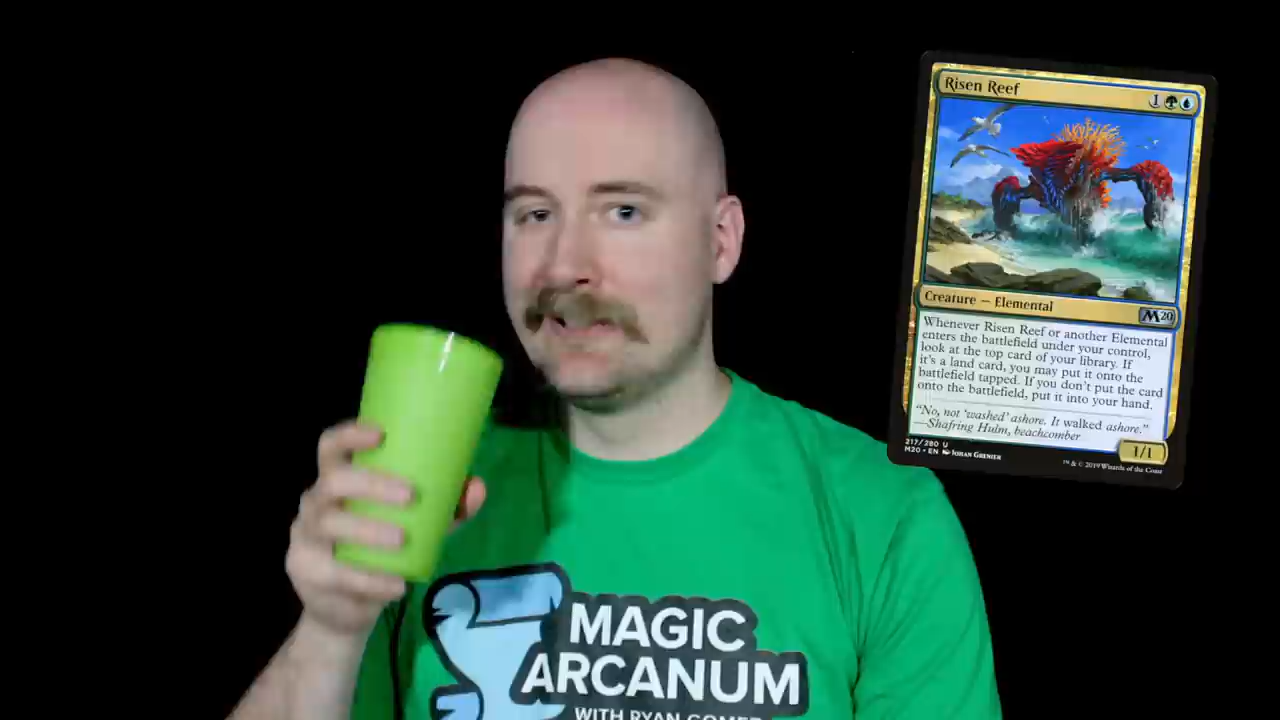 Risen Reef
1
Creature — Elemental
M20
Whenever Risen Reef or another Elemental
enters the battlefield under your control,
look at the top card of your library. If
it's a land card, you may put it onto the
battlefield tapped. If you don't put the card
onto the battlefield, put it into your hand.
"No, not 'washed' ashore. It walked ashore."
—Shafring Hulm, beachcomber
1/1
217/280 U
M20 • EN Johan Grenier
™ & © 2019 Wizards of the Coast
MAGIC
ARCANUM
WITH RYAN